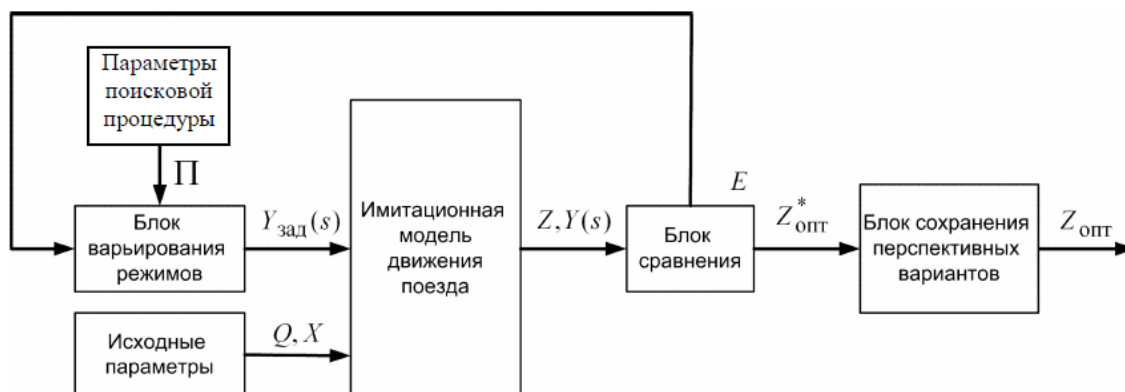 Параметры
поисковой
процедуры
П
Блок
варьирования
режимов
Yзад(s)
Исходные
параметры
Q, X
Имитационная
модель
движения
поезда
Z, Y(s)
Блок
сравнения
E
Z*опт
Блок сохранения
перспективных
вариантов
Zопт